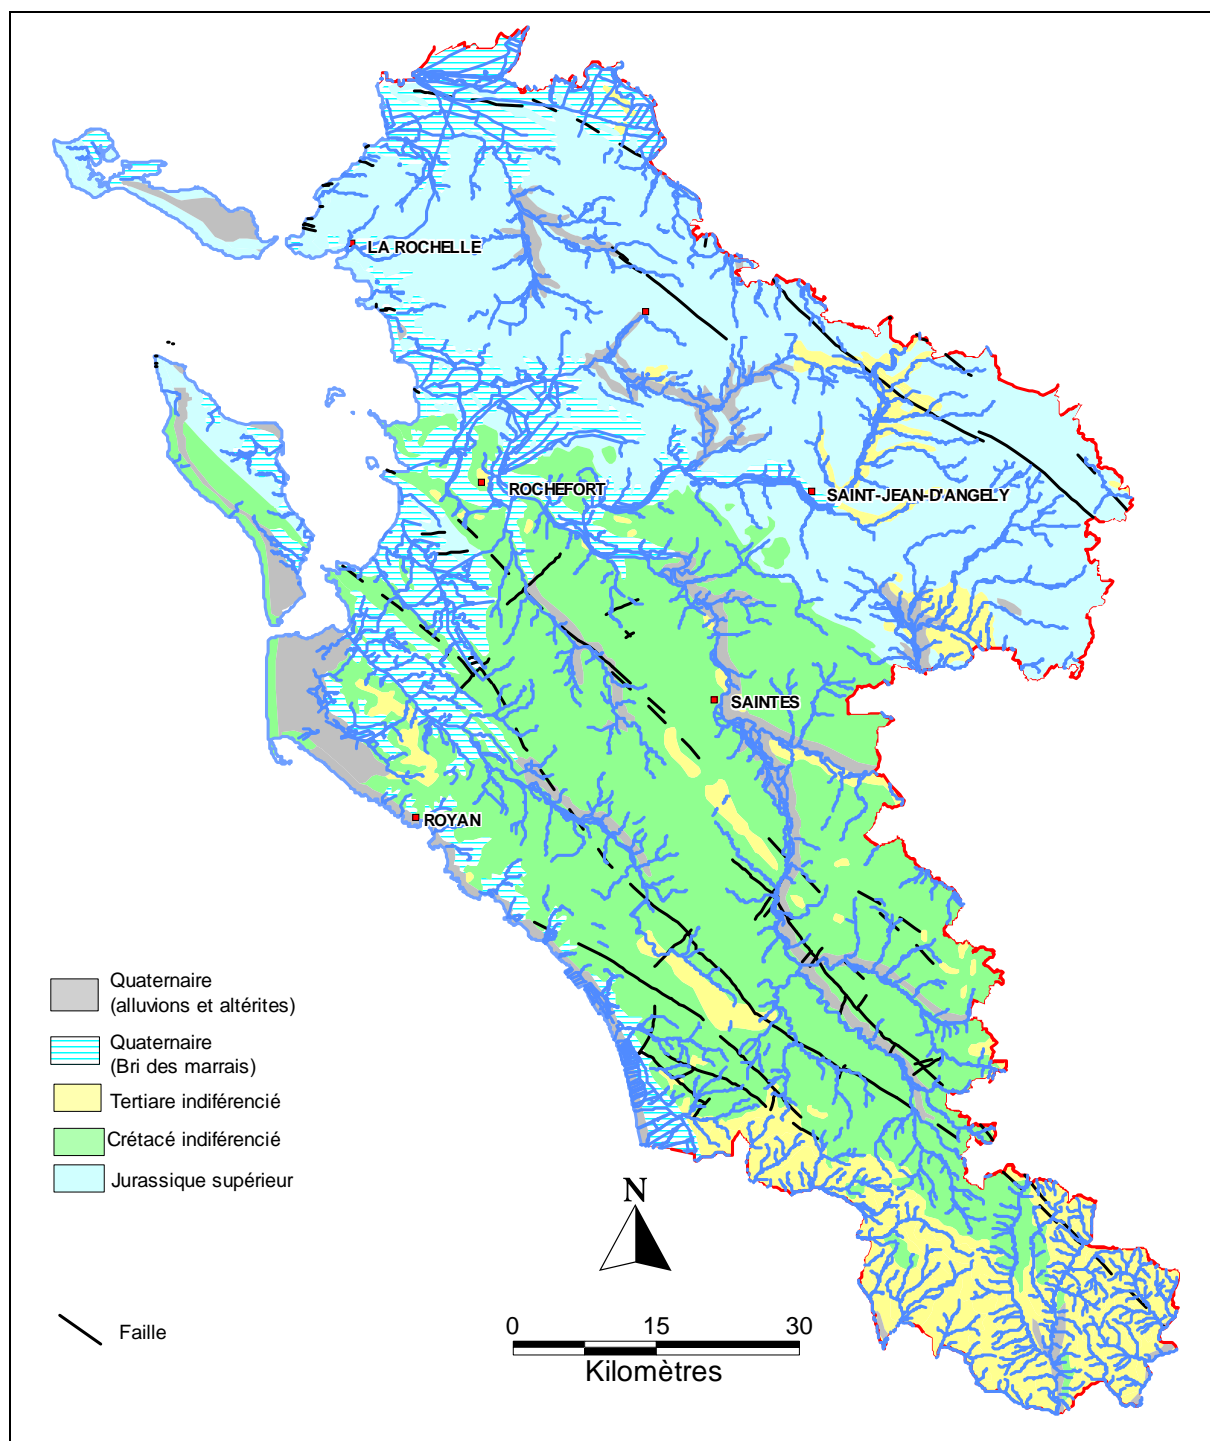 LA ROCHELLE
ROCHEFORT
SAINT-JEAN-D'ANGELY
SAINTES
ROYAN
Quaternaire
(alluvions et altérites)
Quaternaire
(Bri des marrais)
Tertiare indiférencié
Crétacé indiférencié
Jurassique supérieur
N
Faille
0 15 30
Kilomètres